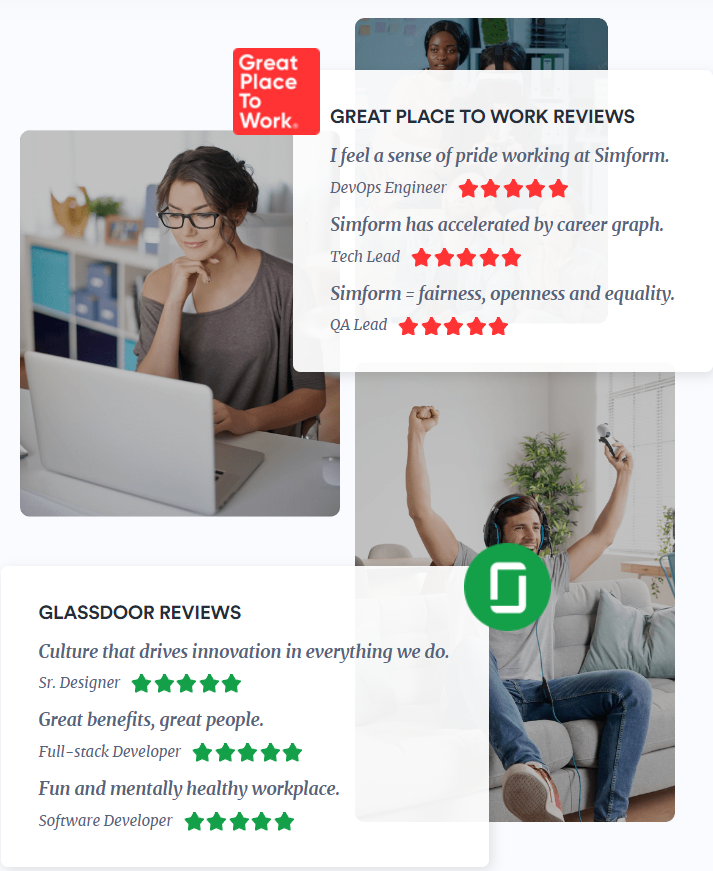 Great
Place
To
Work.
GREAT PLACE TO WORK REVIEWS
I feel a sense of pride working at Simform.
DevOps Engineer
Simform has accelerated by career graph.
Tech Lead
Simform = fairness, openness and equality.
QA Lead
GLASSDOOR REVIEWS
Culture that drives innovation in everything we do.
Sr. Designer
Great benefits, great people.
Full-stack Developer
Fun and mentally healthy workplace.
Software Developer